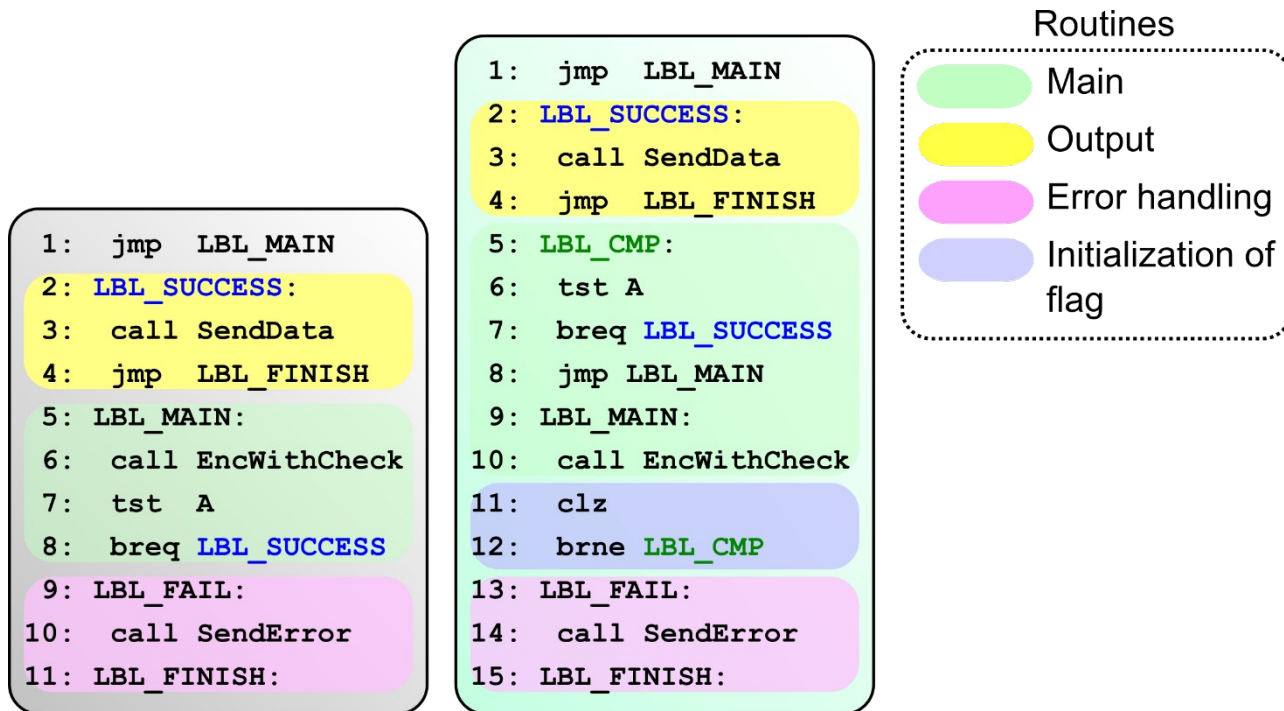 1: jmp LBL_MAIN
2: LBL_SUCCESS:
3: call SendData
4: jmp LBL_FINISH
5: LBL_MAIN:
6: call EncWithCheck
7: tst A
8: breq LBL_SUCCESS
9: LBL_FAIL:
10: call SendError
11: LBL_FINISH:
1: jmp LBL_MAIN
2: LBL_SUCCESS:
3: call SendData
4: jmp LBL_FINISH
5: LBL_CMP:
6: tst A
7: breq LBL_SUCCESS
8: jmp LBL_MAIN
9: LBL_MAIN:
10: call EncWithCheck
11: clz
12: brne LBL_CMP
13: LBL_FAIL:
14: call SendError
15: LBL_FINISH:
Routines
Main
Output
Error handling
Initialization of
flag